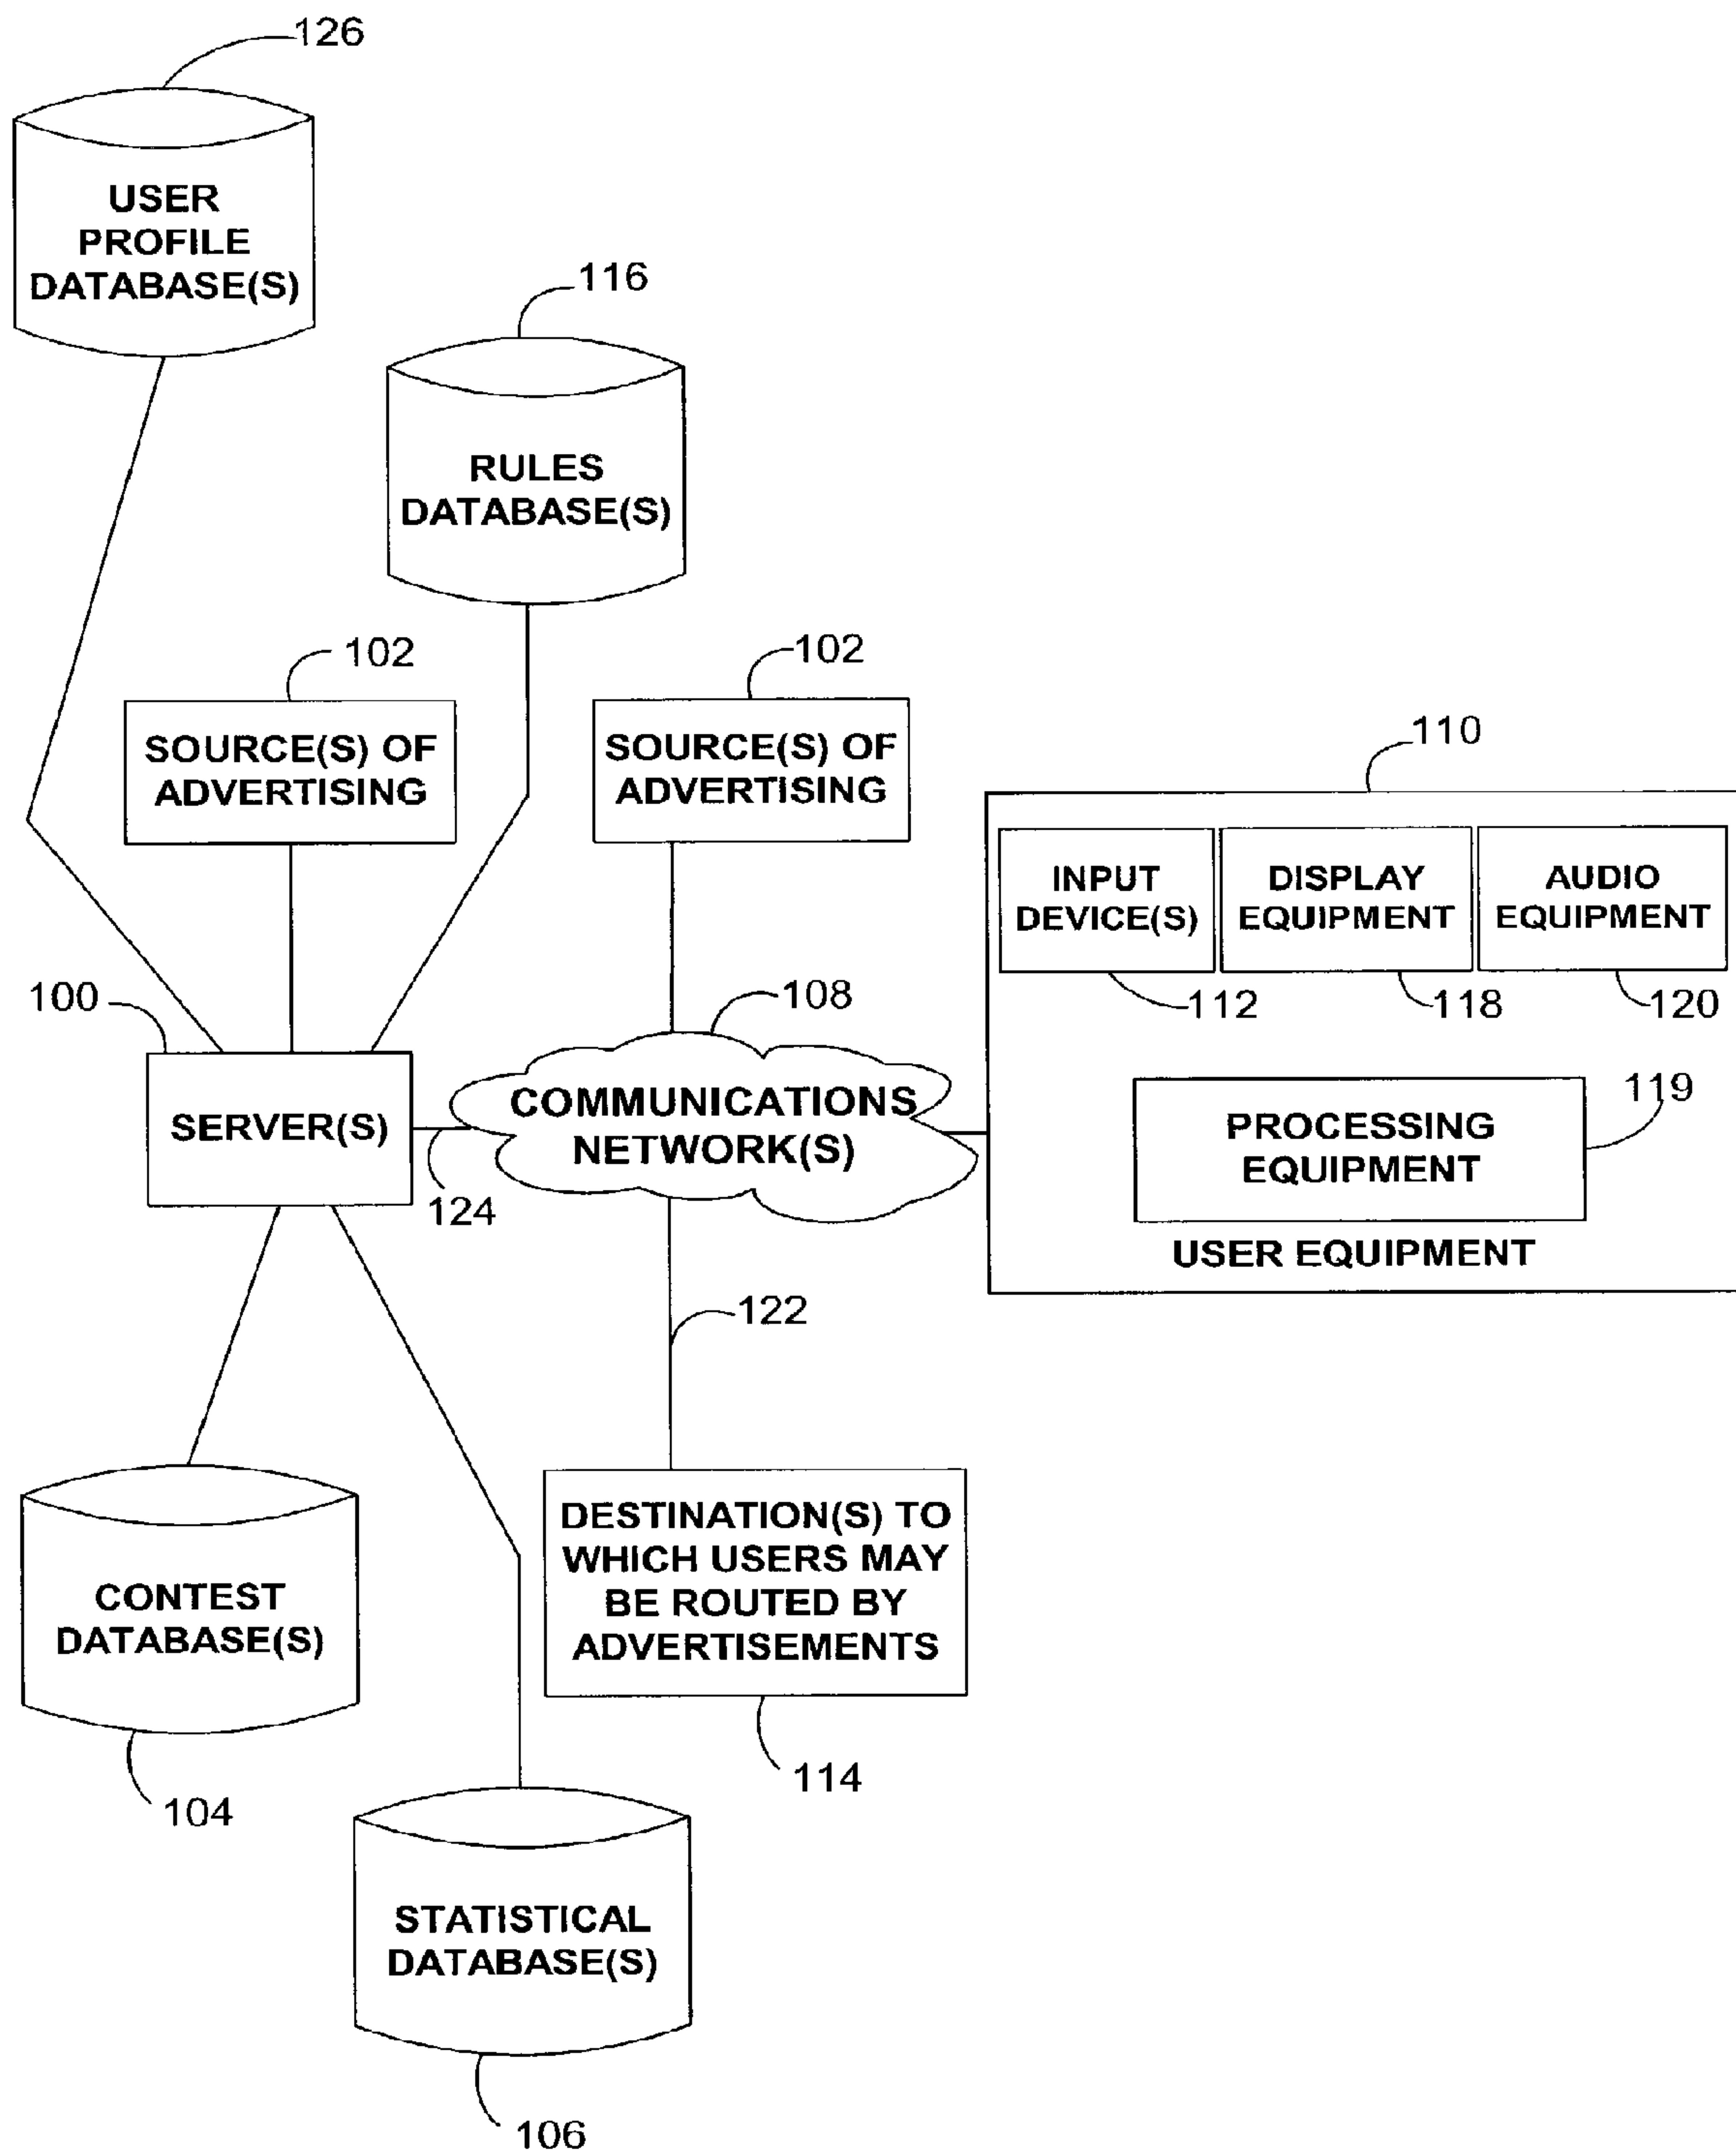 126
USER
PROFILE
DATABASE(S)
116
RULES
DATABASE(S)
102
SOURCE(S) OF
ADVERTISING
102
SOURCE(S) OF
ADVERTISING
110
INPUT
DEVICE(S)
DISPLAY
EQUIPMENT
AUDIO
EQUIPMENT
112
118
120
100
SERVER(S)
124
108
COMMUNICATIONS
NETWORK(S)
119
PROCESSING
EQUIPMENT
USER EQUIPMENT
122
CONTEST
DATABASE(S)
104
DESTINATION(S) TO
WHICH USERS MAY
BE ROUTED BY
ADVERTISEMENTS
114
STATISTICAL
DATABASE(S)
106